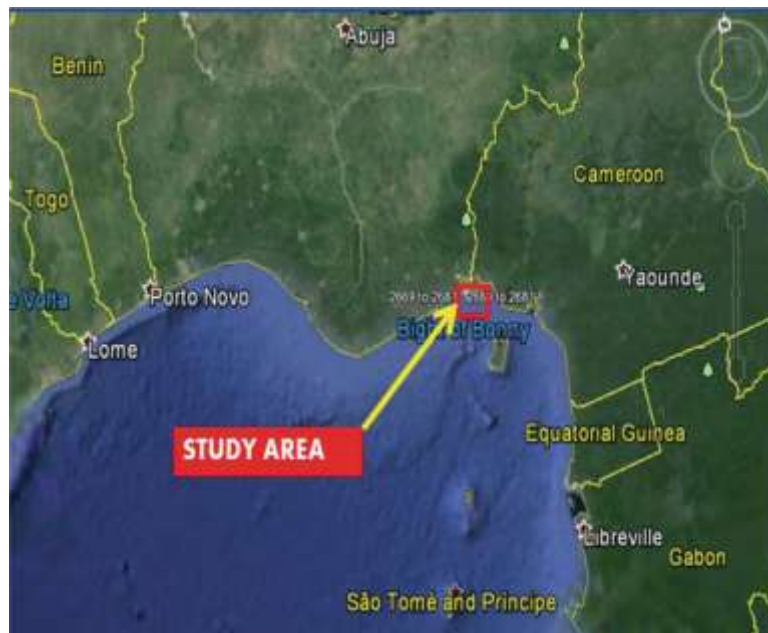 Abuja
Benin
Cameroon
Togo
Yaounde
Porto Novo
Bight of Bonny
Lome
STUDY AREA
Equatorial Guinea
Libreville
Gabon
São Tomé and Príncipe